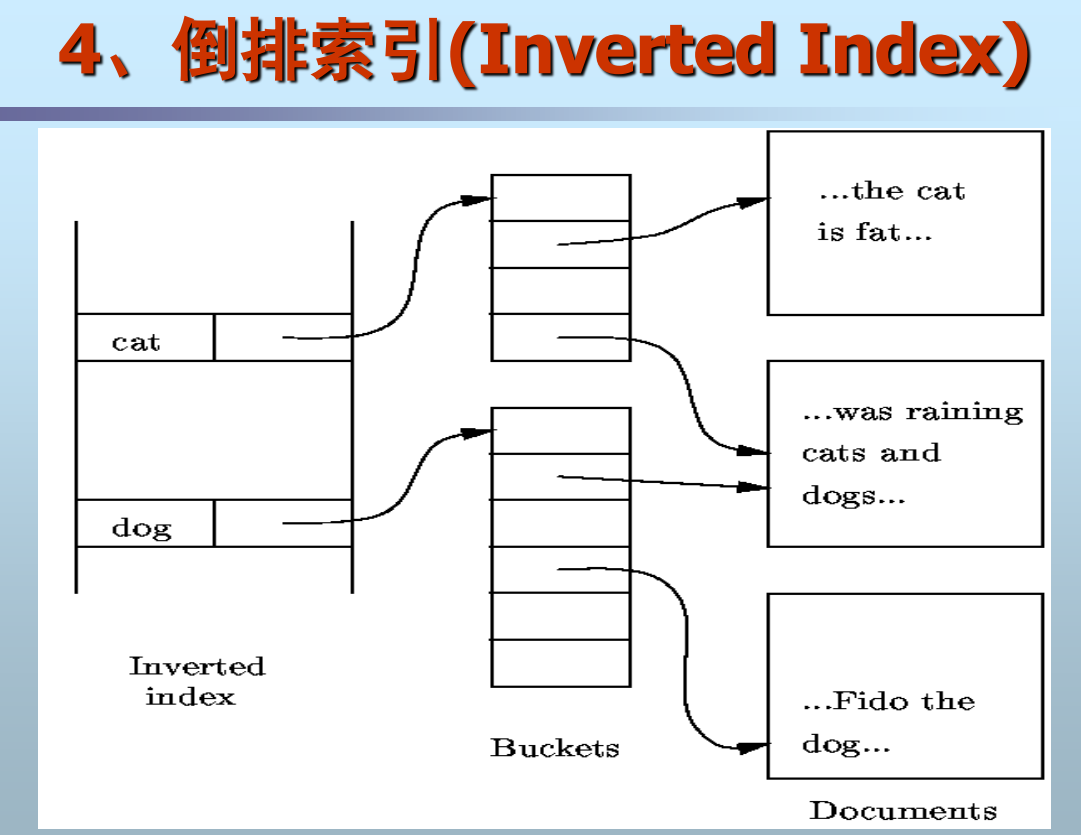 4、倒排索引(Inverted Index)
...the cat
is fat...
cat
...was raining
cats and
dogs...
dog
Inverted
index
...Fido the
dog...
Buckets
Documents